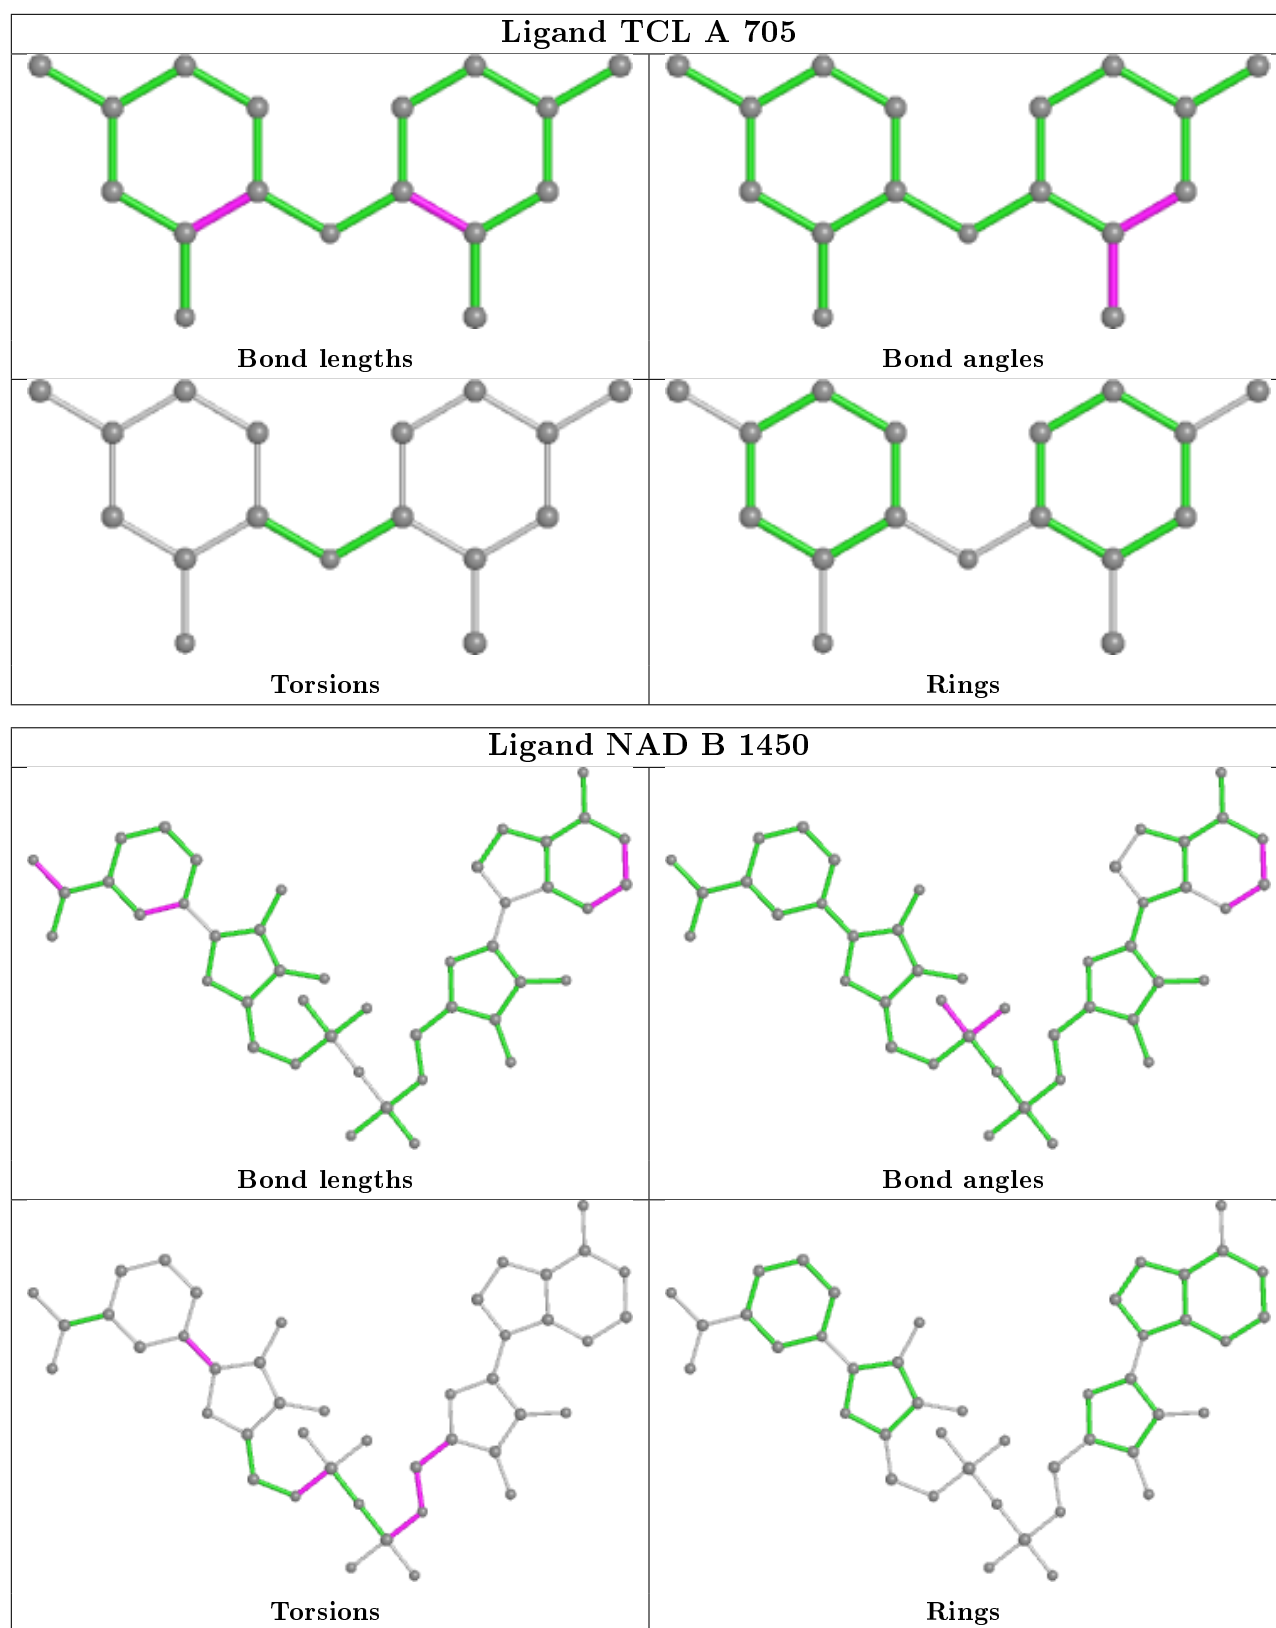 Ligand TCL A 705
Bond lengths
Bond angles
Torsions
Rings
Ligand NAD B 1450
Bond lengths
Bond angles
Torsions
Rings